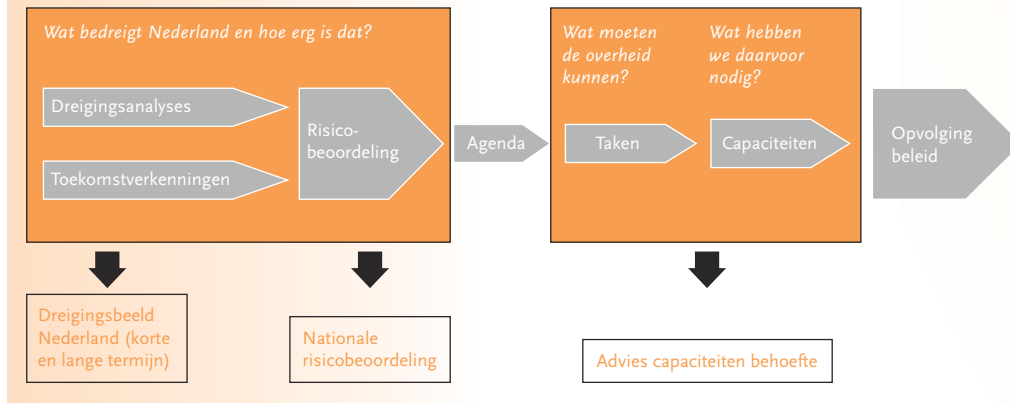 Wat bedreigt Nederland en hoe erg is dat?
Dreigingsanalyses
Toekomstverkenningen
Risico-
beoordeling
Agenda
Wat moeten
de overheid
kunnen?
Wat hebben
we daarvoor
nodig?
Taken
Capaciteiten
Opvolging
beleid
Dreigingsbeeld
Nederland (korte
en lange termijn)
Nationale
risicobeoordeling
Advies capaciteiten behoefte